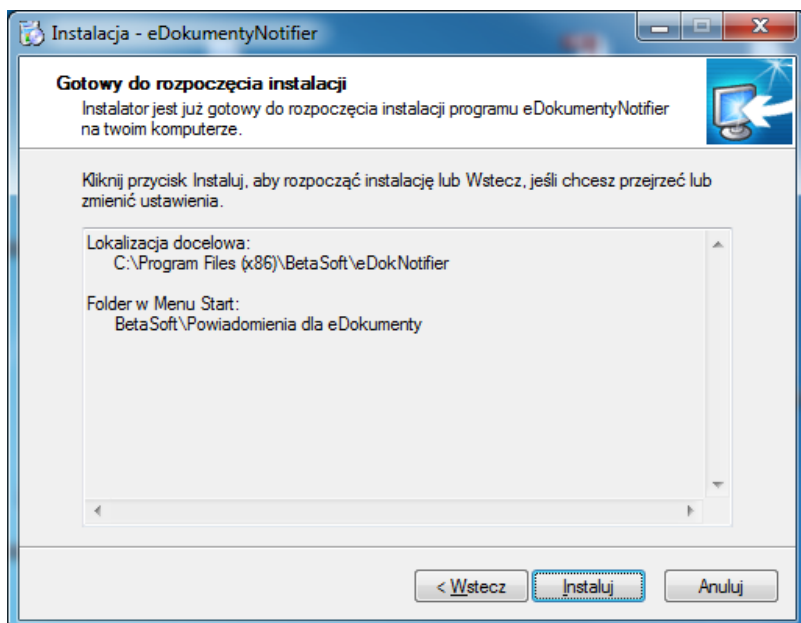 Instalacja - eDokumentyNotifier
Gotowy do rozpoczęcia instalacji
Instalator jest już gotowy do rozpoczęcia instalacji programu eDokumentyNotifier
na twoim komputerze.
Kliknij przycisk Instaluj, aby rozpocząć instalację lub Wstecz, jeśli chcesz przejrzeć lub
zmienić ustawienia.
Lokalizacja docelowa:
C:\Program Files (x86)\BetaSoft\eDokNotifier
Folder w Menu Start:
BetaSoft\Powiadomienia dla eDokumenty
< Wstecz Instaluj Anuluj